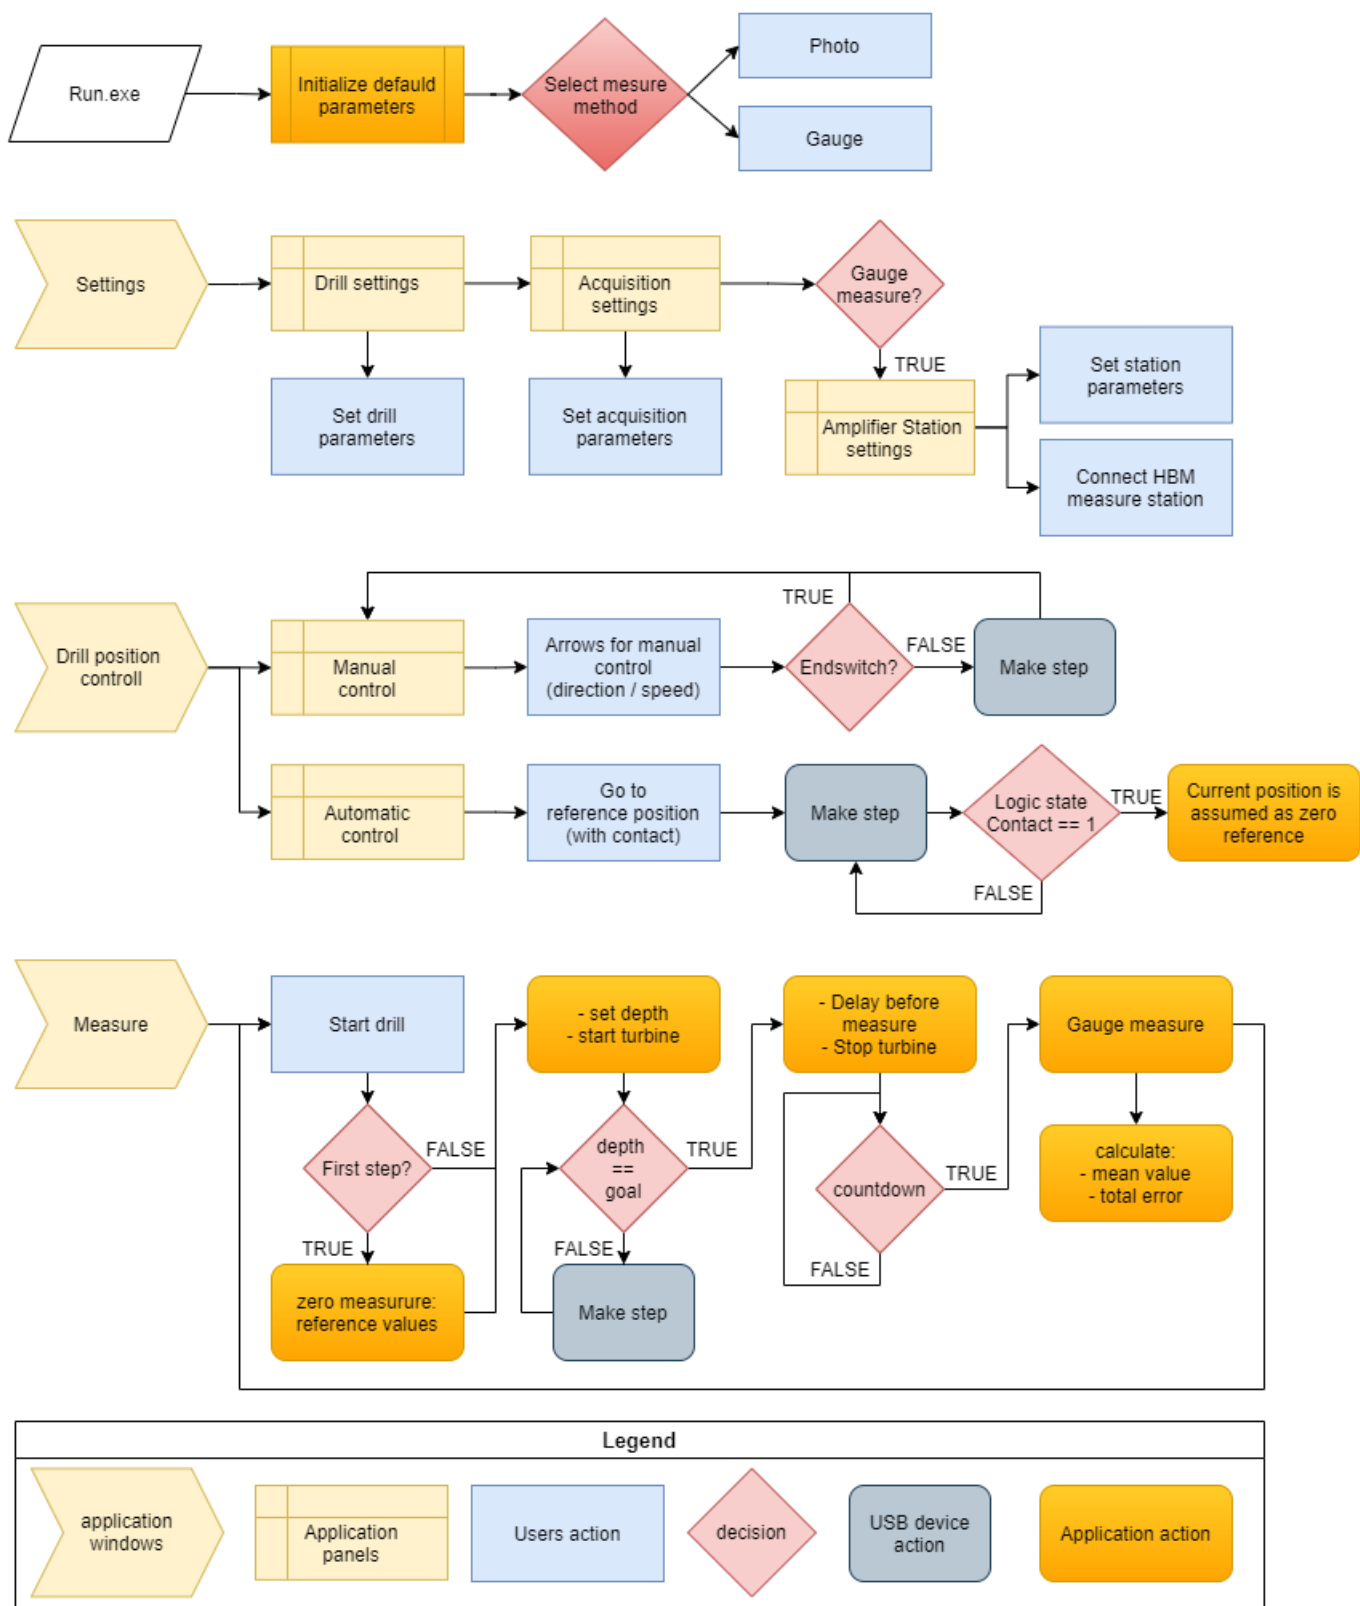 Run.exe
Initialize defauld
parameters
Select mesure
method
Photo
Gauge
Settings
Drill settings
Acquisition
settings
Gauge
measure?
TRUE
Set drill
parameters
Set acquisition
parameters
Amplifier Station
settings
Set station
parameters
Connect HBM
measure station
Drill position
controll
Manual
control
Arrows for manual
control
(direction / speed)
TRUE
Endswitch?
FALSE
Make step
Automatic
control
Go to
reference position
(with contact)
Make step
Logic state
Contact == 1
TRUE
FALSE
Current position is
assumed as zero
reference
Measure
Start drill
First step?
FALSE
TRUE
zero measurure:
reference values
- set depth
- start turbine
depth
==
goal
TRUE
FALSE
Make step
- Delay before
measure
- Stop turbine
countdown
TRUE
FALSE
Gauge measure
calculate:
- mean value
- total error
Legend
application
windows
Application
panels
Users action
decision
USB device
action
Application action